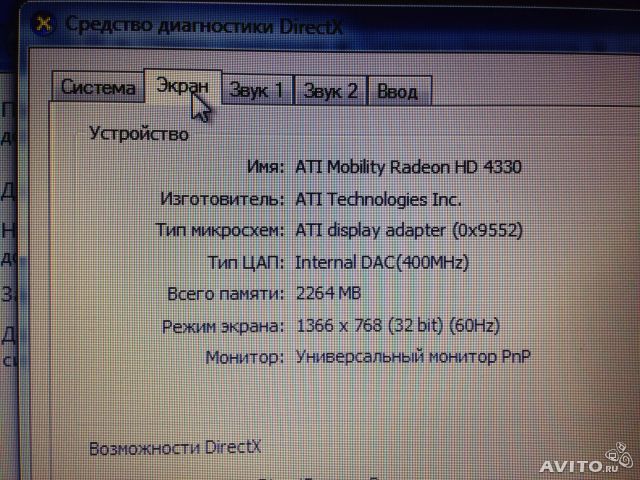 Средство диагностики DirectX
Система Экран Звук 1 Звук 2 Ввод
Устройство
Имя: ATI Mobility Radeon HD 4330
Изготовитель: ATI Technologies Inc.
Тип микросхем: ATI display adapter (0x9552)
Тип ЦАП: Internal DAC(400MHz)
Всего памяти: 2264 MB
Режим экрана: 1366 x 768 (32 bit) (60Hz)
Монитор: Универсальный монитор PnP
Возможности DirectX
AVITO.RU